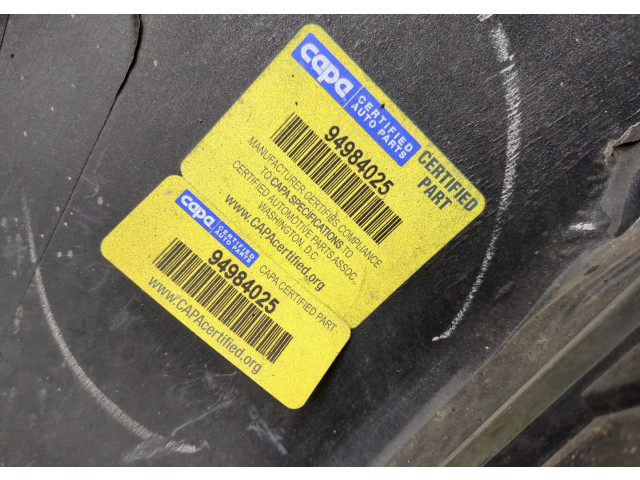 capa
CERTIFIED
AUTO PARTS
CERTIFIED
PART
94984025
MANUFACTURER CERTIFIES COMPLIANCE
TO CAPA SPECIFICATIONS TO
CERTIFIED AUTOMOTIVE PARTS ASSOC.,
WASHINGTON, D.C.
www.CAPAcertified.org
capa
CERTIFIED
AUTO PARTS
CAPA CERTIFIED PART
94984025
www.CAPAcertified.org